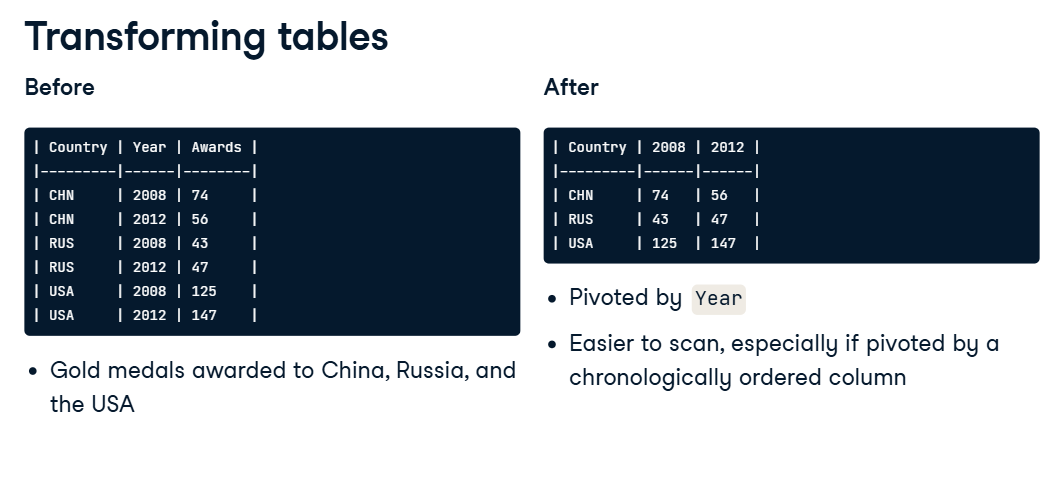 Transforming tables
Before
| Country | Year | Awards |
|---------|------|--------|
| CHN     | 2008 | 74     |
| CHN     | 2012 | 56     |
| RUS     | 2008 | 43     |
| RUS     | 2012 | 47     |
| USA     | 2008 | 125    |
| USA     | 2012 | 147    |
• Gold medals awarded to China, Russia, and
the USA
After
| Country | 2008 | 2012 |
|---------|------|------|
| CHN     | 74   | 56   |
| RUS     | 43   | 47   |
| USA     | 125  | 147  |
• Pivoted by Year
• Easier to scan, especially if pivoted by a
chronologically ordered column